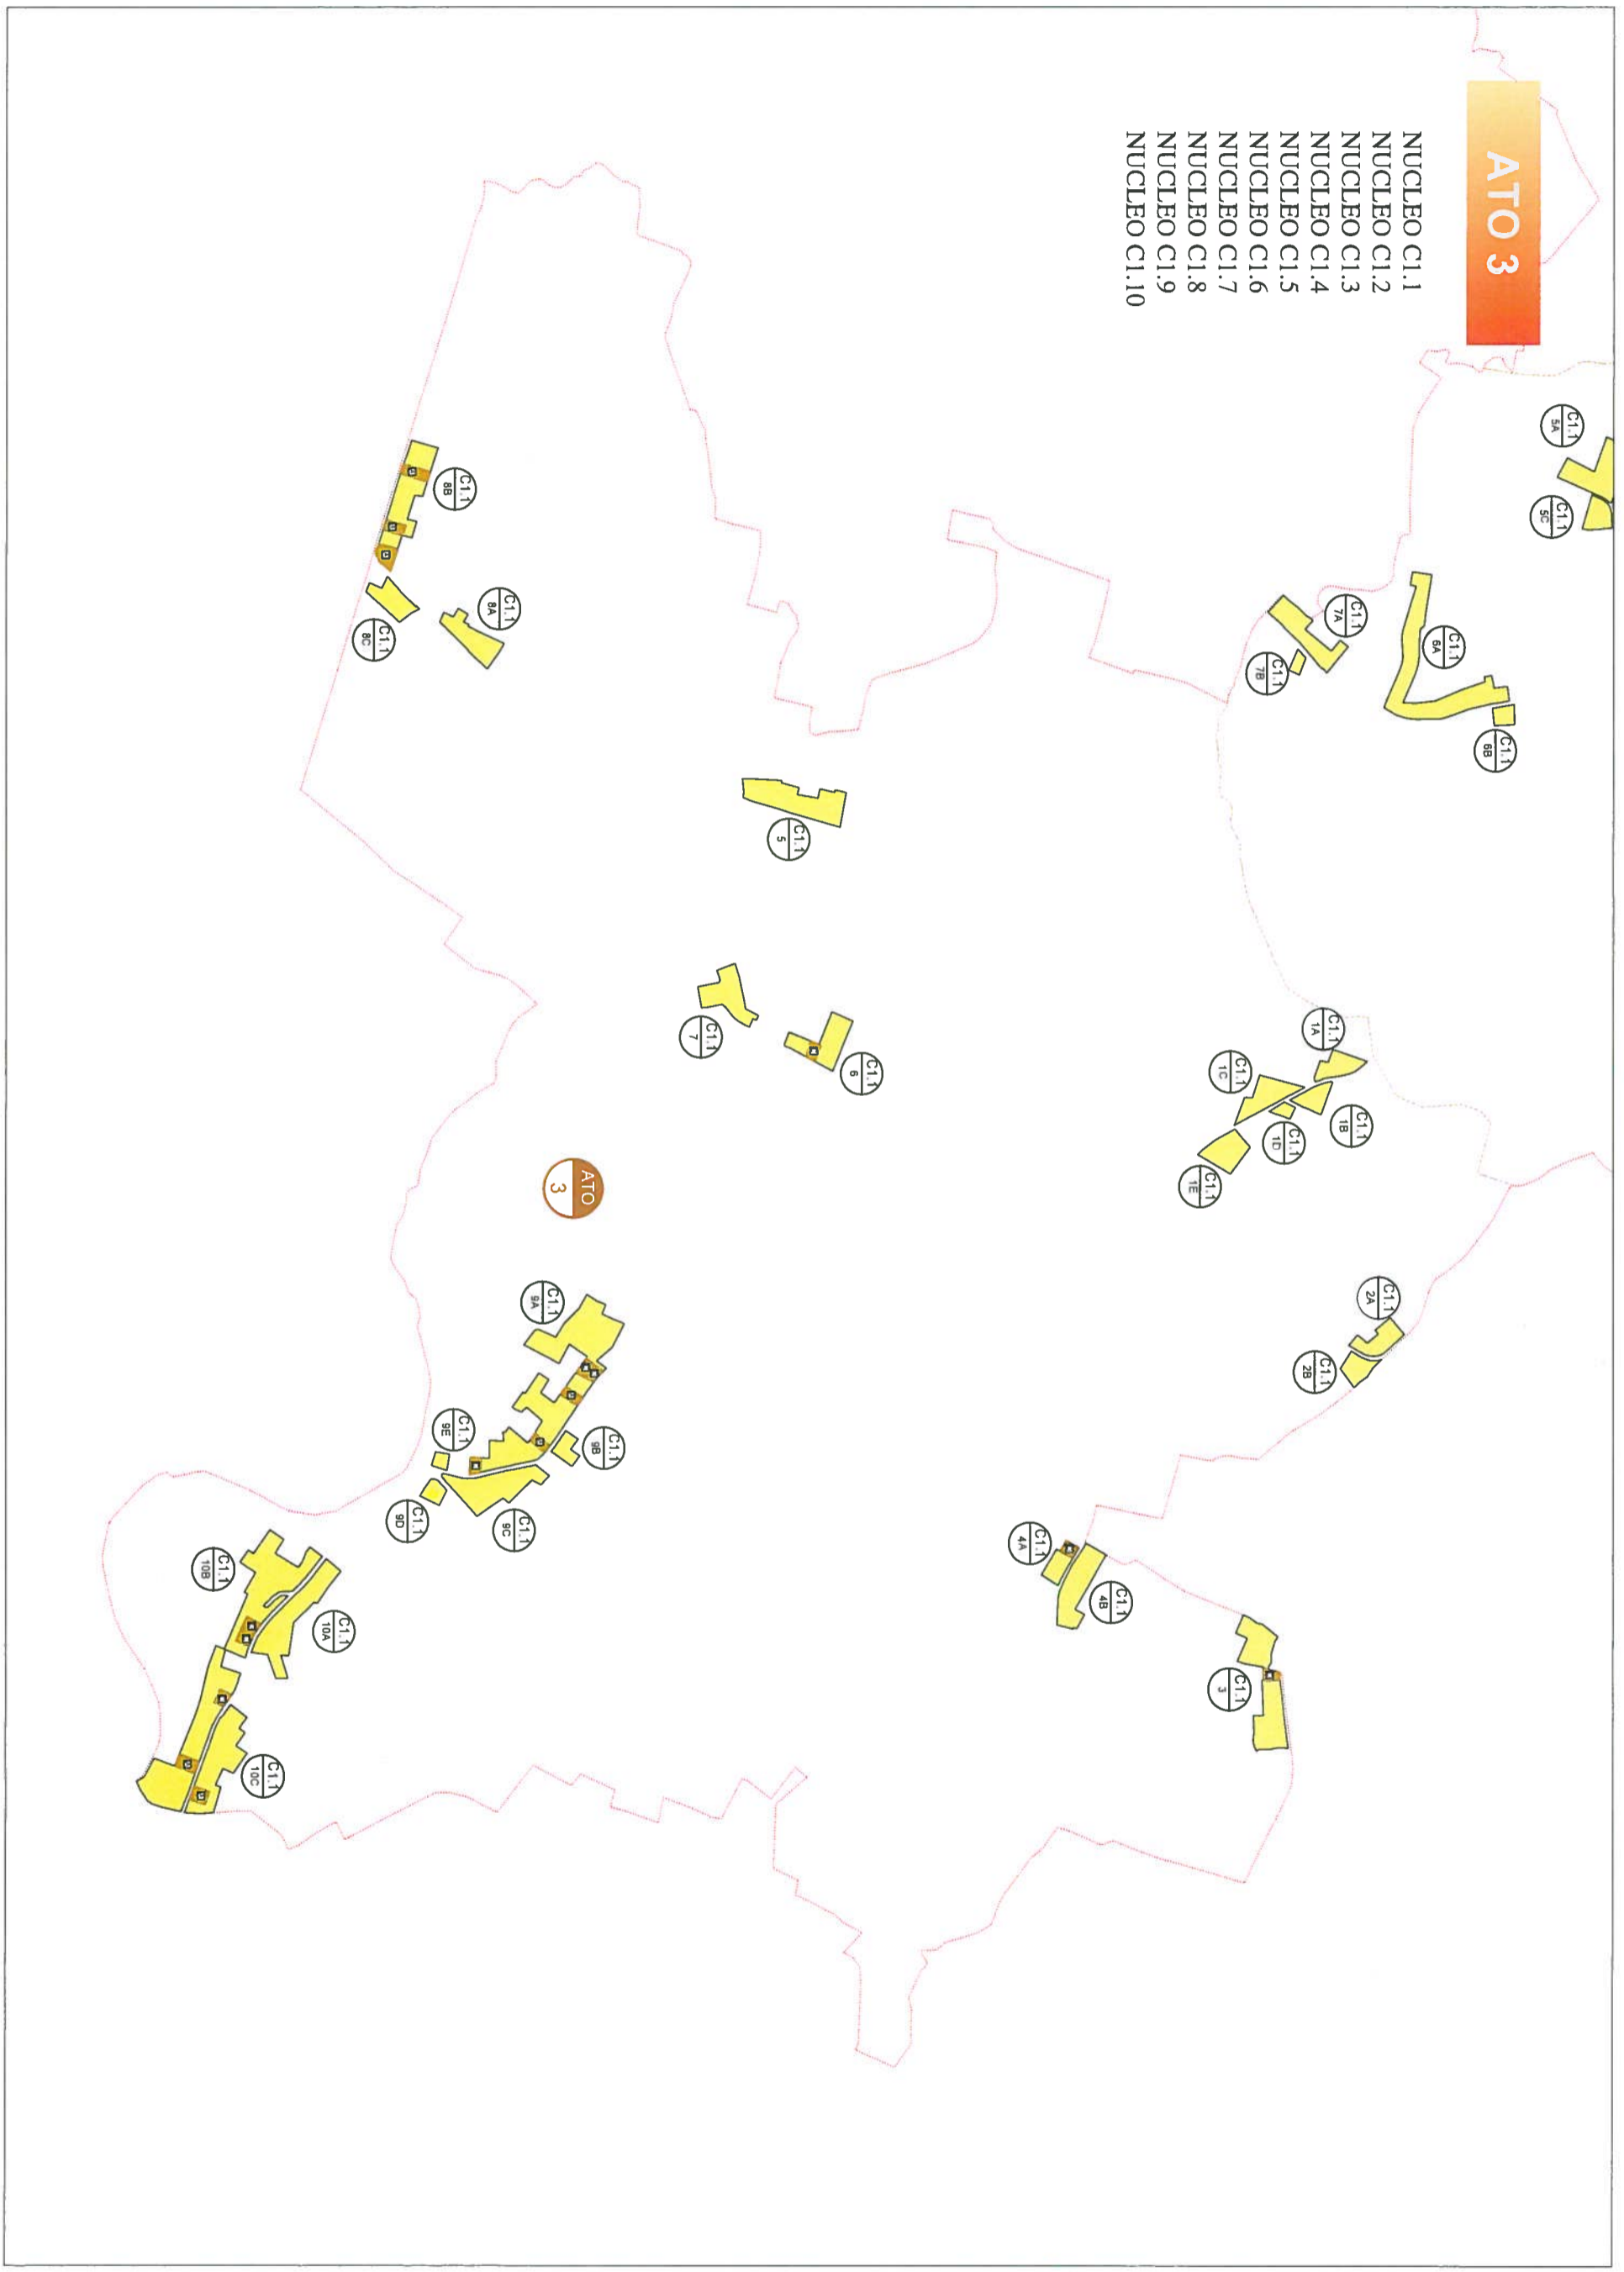 ATO 3
NUCLEO C1.1
NUCLEO C1.2
NUCLEO C1.3
NUCLEO C1.4
NUCLEO C1.5
NUCLEO C1.6
NUCLEO C1.7
NUCLEO C1.8
NUCLEO C1.9
NUCLEO C1.10
C1.1
5A
C1.1
5C
C1.1
6A
C1.1
6B
C1.1
7A
C1.1
7B
C1.1
1A
C1.1
1B
C1.1
1C
C1.1
1D
C1.1
1E
C1.1
2A
C1.1
2B
C1.1
3
C1.1
4A
C1.1
4B
C1.1
5
C1.1
6
C1.1
7
ATO
3
C1.1
8A
C1.1
8B
C1.1
8C
C1.1
9A
C1.1
9B
C1.1
9C
C1.1
9D
C1.1
9E
C1.1
10A
C1.1
10B
C1.1
10C